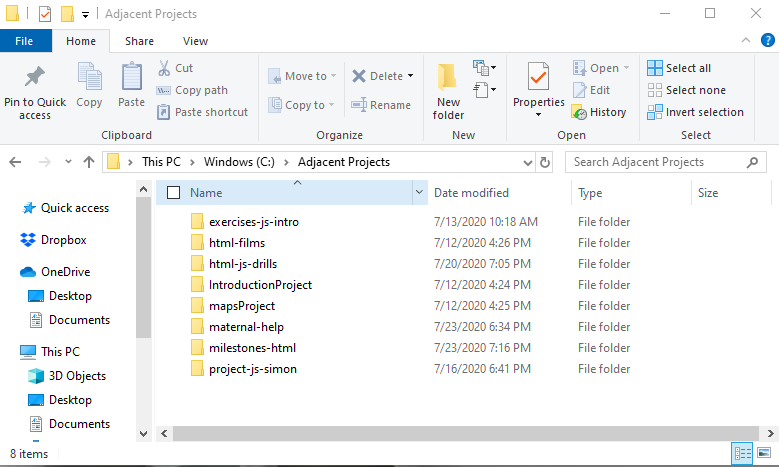 Adjacent Projects
File Home Share View
Pin to Quick access
Copy
Paste
Cut
Copy path
Paste shortcut
Clipboard
Move to
Copy to
Delete
Rename
Organize
New folder
New
Properties
Open
Edit
History
Open
Select all
Select none
Invert selection
Select
This PC Windows (C:) Adjacent Projects Search Adjacent Projects
Quick access
Dropbox
OneDrive
Desktop
Documents
This PC
3D Objects
Desktop
Documents
Name Date modified Type Size
exercises-js-intro 7/13/2020 10:18 AM File folder
html-films 7/12/2020 4:26 PM File folder
html-js-drills 7/20/2020 7:05 PM File folder
IntroductionProject 7/12/2020 4:24 PM File folder
mapsProject 7/12/2020 4:25 PM File folder
maternal-help 7/23/2020 6:34 PM File folder
milestones-html 7/23/2020 7:16 PM File folder
project-js-simon 7/16/2020 6:41 PM File folder
8 items